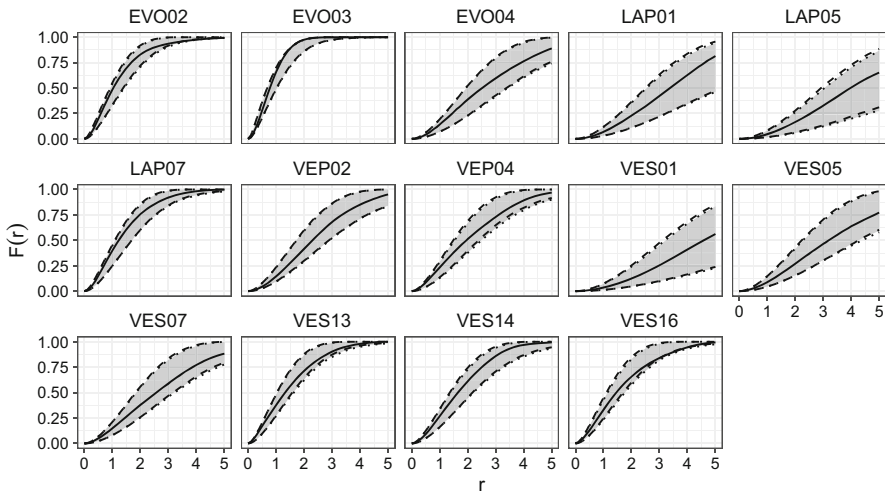 EVO02 EVO03 EVO04 LAP01 LAP05
1.00
0.75
0.50
0.25
0.00
LAP07 VEP02 VEP04 VES01 VES05
1.00
0.75
0.50
0.25
0.00
F(r)
0 1 2 3 4 5
VES07 VES13 VES14 VES16
1.00
0.75
0.50
0.25
0.00
0 1 2 3 4 5 0 1 2 3 4 5 0 1 2 3 4 5 0 1 2 3 4 5
r